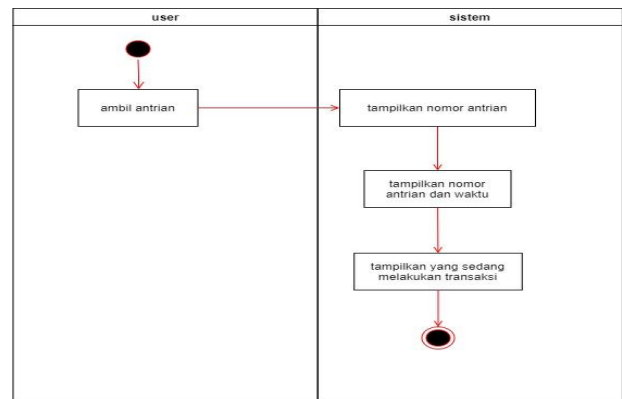 user
sistem
ambil antrian
tampilkan nomor antrian
tampilkan nomor
antrian dan waktu
tampilkan yang sedang
melakukan transaksi